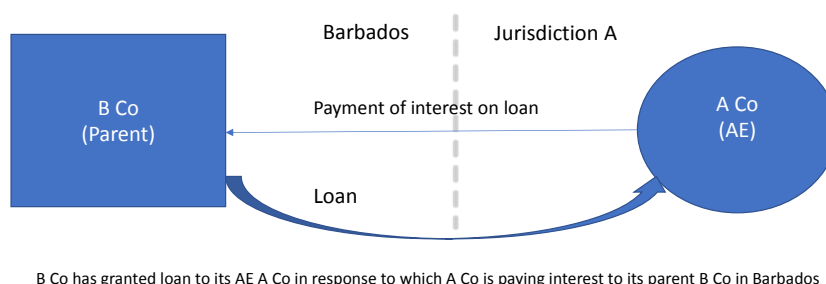 Barbados
Jurisdiction A
B Co
(Parent)
Payment of interest on loan
A Co
(AE)
Loan
B Co has granted loan to its AE A Co in response to which A Co is paying interest to its parent B Co in Barbados